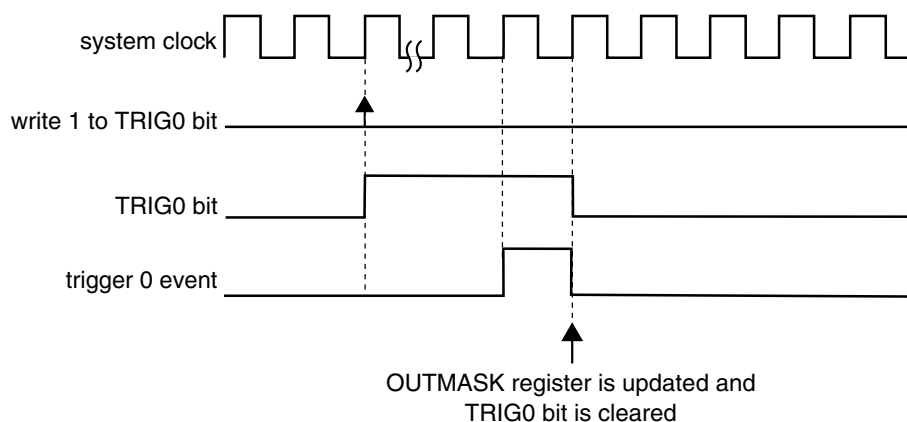 system clock
write 1 to TRIG0 bit
TRIG0 bit
trigger 0 event
OUTMASK register is updated and
TRIG0 bit is cleared